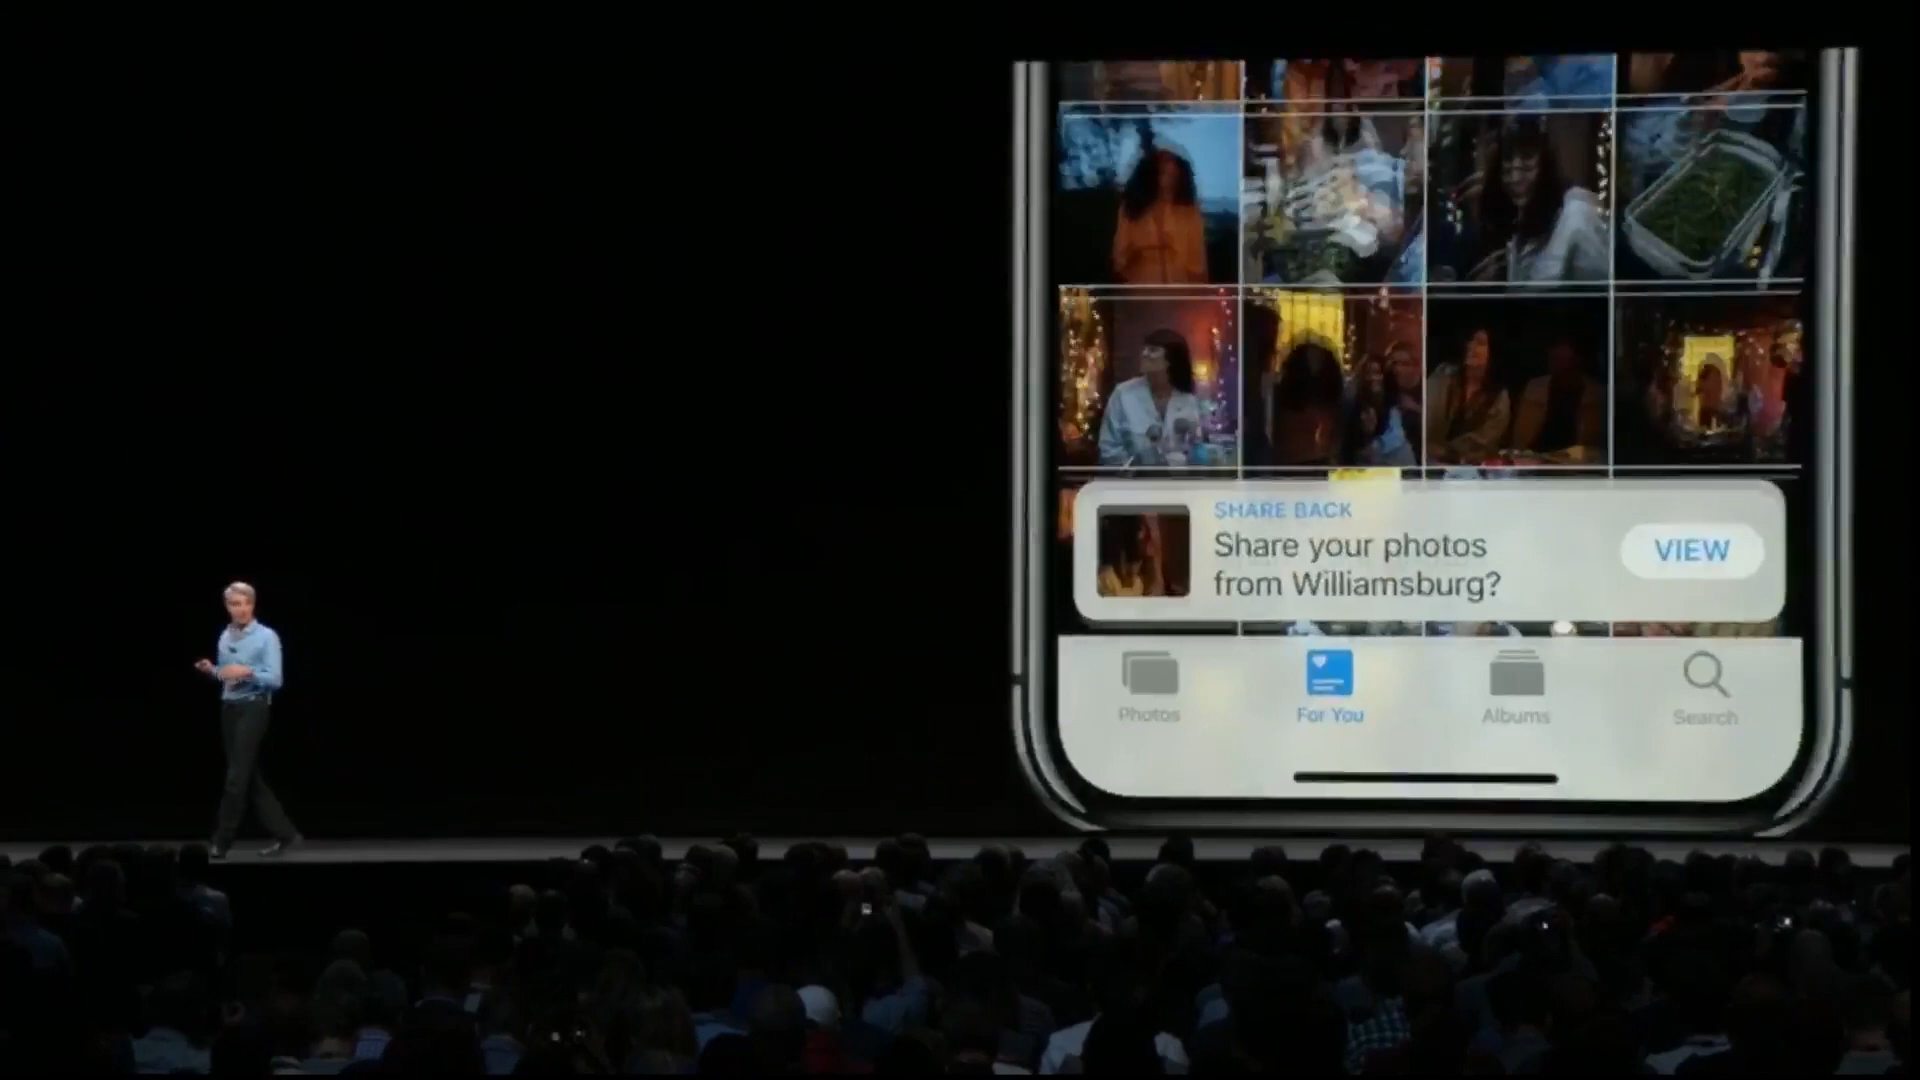 SHARE BACK
Share your photos
from Williamsburg?
VIEW
Photos
For You
Albums
Search